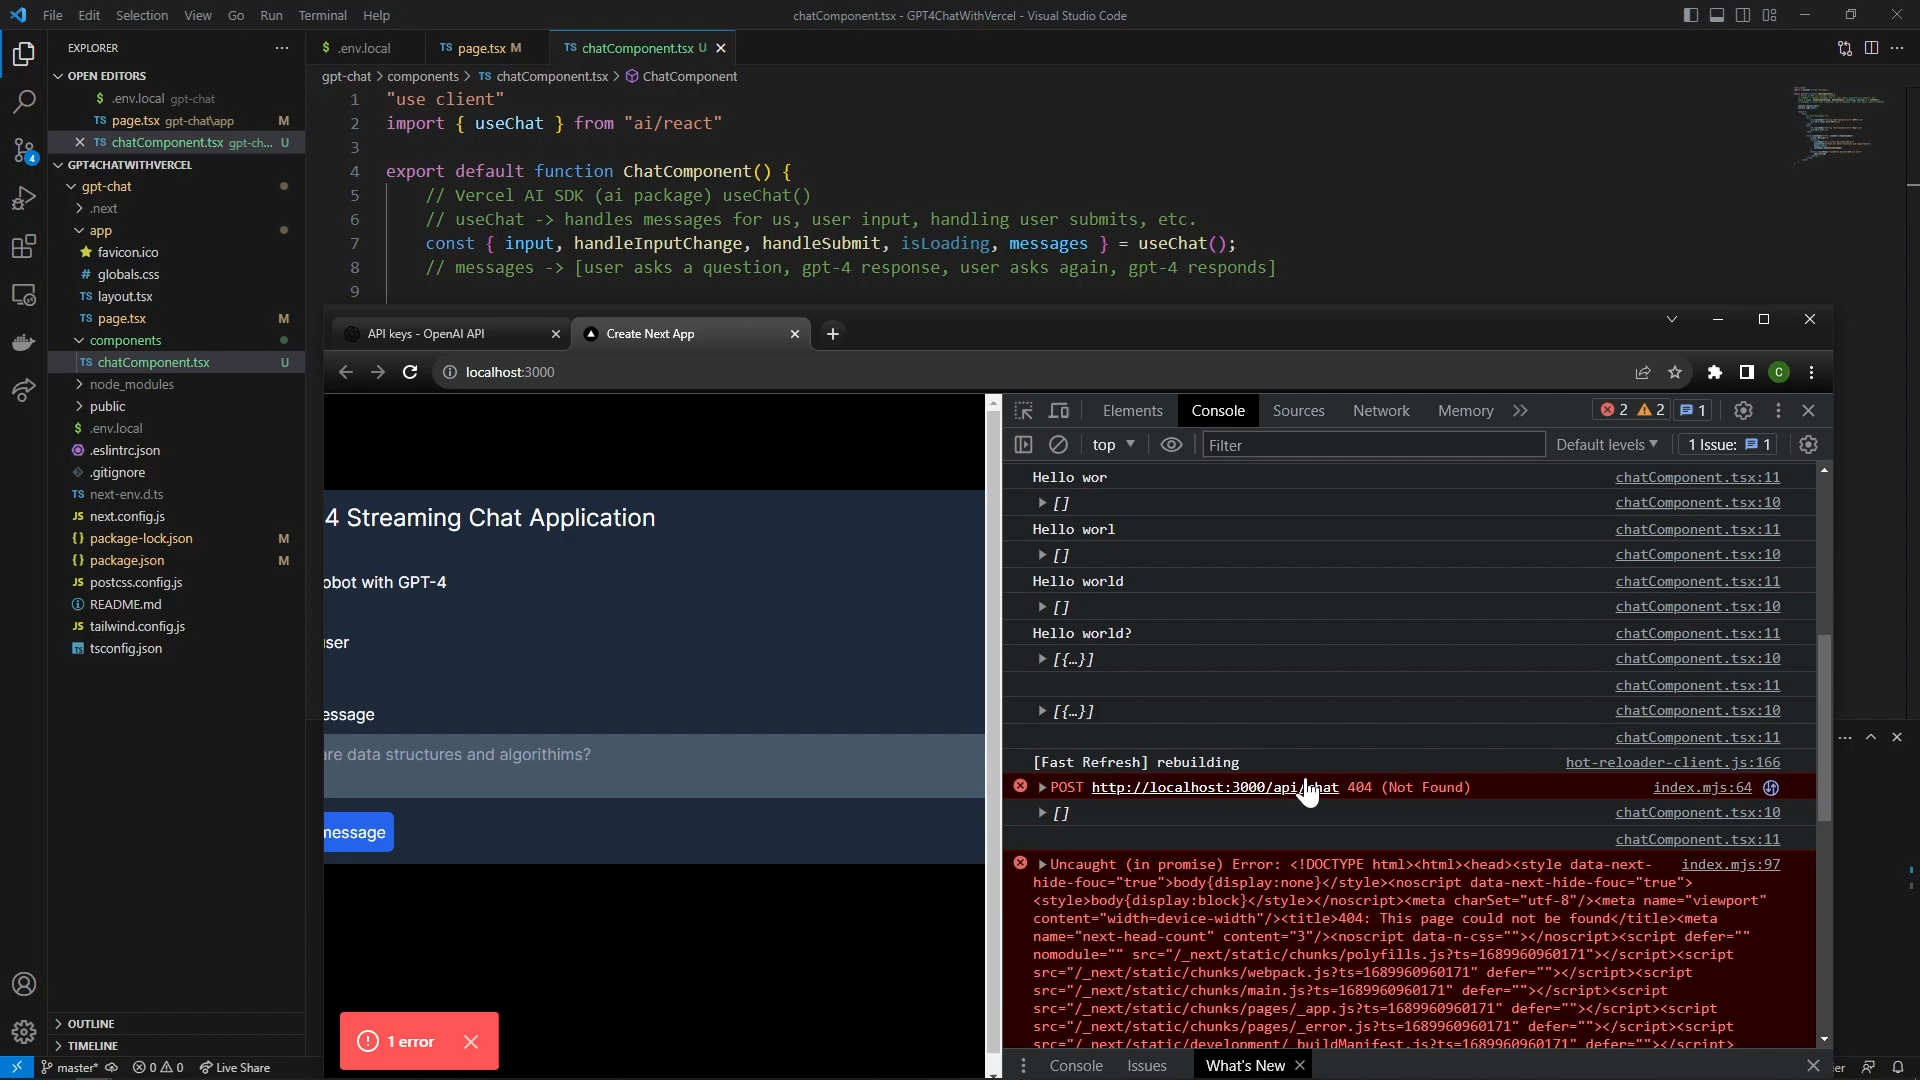 File Edit Selection View Go Run Terminal Help
chatComponent.tsx - GPT4ChatWithVercel - Visual Studio Code
EXPLORER
OPEN EDITORS
$ .env.local gpt-chat
TS page.tsx gpt-chat\app M
TS chatComponent.tsx gpt-ch... U
GPT4CHATWITHVERCEL
gpt-chat
.next
app
favicon.ico
# globals.css
TS layout.tsx
TS page.tsx M
components
TS chatComponent.tsx U
node_modules
public
$ .env.local
.eslintrc.json
.gitignore
TS next-env.d.ts
JS next.config.js
{} package-lock.json M
{} package.json M
JS postcss.config.js
README.md
JS tailwind.config.js
tsconfig.json
OUTLINE
TIMELINE
4
master* 0 0 Live Share
$ .env.local
TS page.tsx M
TS chatComponent.tsx U
gpt-chat > components > TS chatComponent.tsx > ChatComponent
1 "use client"
2 import { useChat } from "ai/react"
3
4 export default function ChatComponent() {
5 // Vercel AI SDK (ai package) useChat()
6 // useChat -> handles messages for us, user input, handling user submits, etc.
7 const { input, handleInputChange, handleSubmit, isLoading, messages } = useChat();
8 // messages -> [user asks a question, gpt-4 response, user asks again, gpt-4 responds]
9
API keys - OpenAI API
Create Next App
localhost:3000
C
4 Streaming Chat Application
obot with GPT-4
ser
essage
are data structures and algorithims?
message
1 error
Elements Console Sources Network Memory
2 2 1
top Filter Default levels 1 Issue: 1
Hello wor chatComponent.tsx:11
[] chatComponent.tsx:10
Hello worl chatComponent.tsx:11
[] chatComponent.tsx:10
Hello world chatComponent.tsx:11
[] chatComponent.tsx:10
Hello world? chatComponent.tsx:11
[{…}] chatComponent.tsx:10
chatComponent.tsx:11
[{…}] chatComponent.tsx:10
chatComponent.tsx:11
[Fast Refresh] rebuilding hot-reloader-client.js:166
POST http://localhost:3000/api/chat 404 (Not Found) index.mjs:64
[] chatComponent.tsx:10
chatComponent.tsx:11
Uncaught (in promise) Error: <!DOCTYPE html><html><head><style data-next- index.mjs:97
hide-fouc="true">body{display:none}</style><noscript data-next-hide-fouc="true">
<style>body{display:block}</style></noscript><meta charSet="utf-8"/><meta name="viewport"
content="width=device-width"/><title>404: This page could not be found</title><meta
name="next-head-count" content="3"/><noscript data-n-css=""></noscript><script defer=""
nomodule="" src="/_next/static/chunks/polyfills.js?ts=1689960960171"></script><script
src="/_next/static/chunks/webpack.js?ts=1689960960171" defer=""></script><script
src="/_next/static/chunks/main.js?ts=1689960960171" defer=""></script><script
src="/_next/static/chunks/pages/_app.js?ts=1689960960171" defer=""></script><script
src="/_next/static/chunks/pages/_error.js?ts=1689960960171" defer=""></script><script
src="/_next/static/development/_buildManifest.js?ts=1689960960171" defer=""></script>
Console Issues What's New